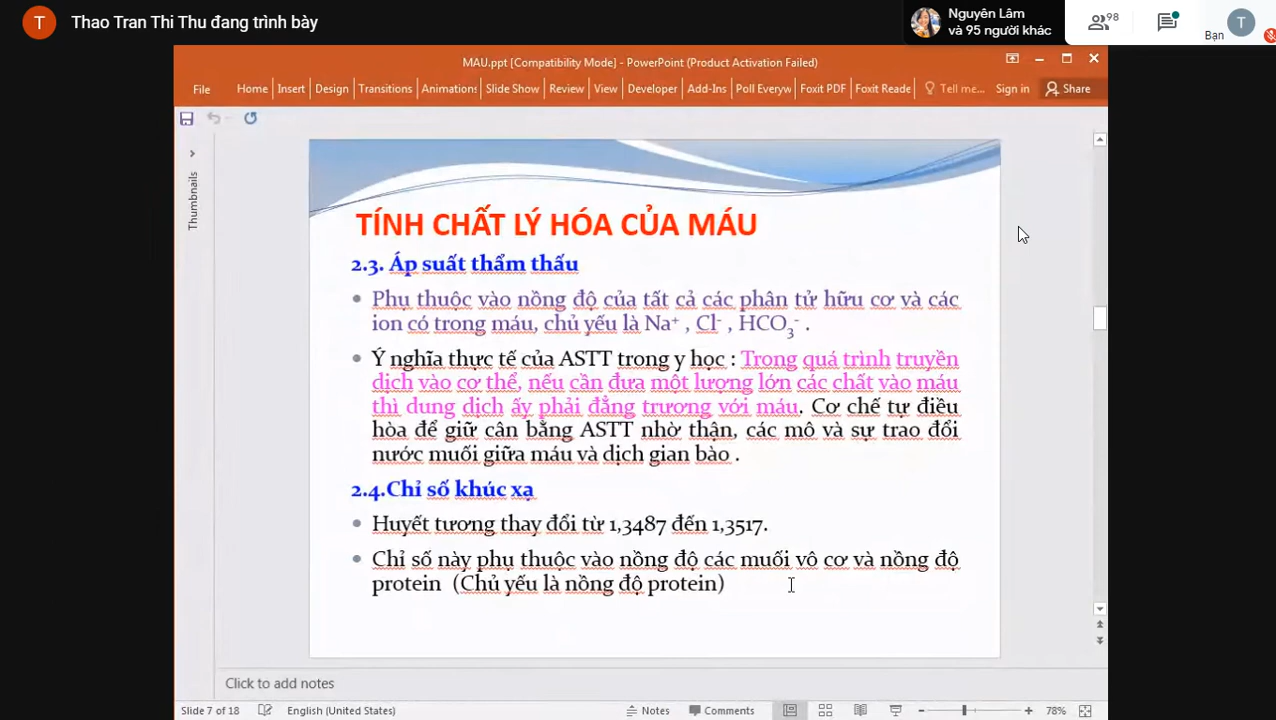 Thao Tran Thi Thu đang trình bày
Nguyên Lâm
và 95 người khác
98
Bạn
MAU.ppt [Compatibility Mode] - PowerPoint (Product Activation Failed)
File Home Insert Design Transitions Animations Slide Show Review View Developer Add-Ins Poll Everyw Foxit PDF Foxit Reade Tell me... Sign in Share
Thumbnails
TÍNH CHẤT LÝ HÓA CỦA MÁU
2.3. Áp suất thẩm thấu
Phụ thuộc vào nồng độ của tất cả các phân tử hữu cơ và các
ion có trong máu, chủ yếu là Na⁺ , Cl⁻ , HCO₃⁻ .
Ý nghĩa thực tế của ASTT trong y học : Trong quá trình truyền
dịch vào cơ thể, nếu cần đưa một lượng lớn các chất vào máu
thì dung dịch ấy phải đẳng trương với máu. Cơ chế tự điều
hòa để giữ cân bằng ASTT nhờ thận, các mô và sự trao đổi
nước muối giữa máu và dịch gian bào .
2.4.Chỉ số khúc xạ
Huyết tương thay đổi từ 1,3487 đến 1,3517.
Chỉ số này phụ thuộc vào nồng độ các muối vô cơ và nồng độ
protein (Chủ yếu là nồng độ protein)
Click to add notes
Slide 7 of 18 English (United States) Notes Comments 78%
T
T